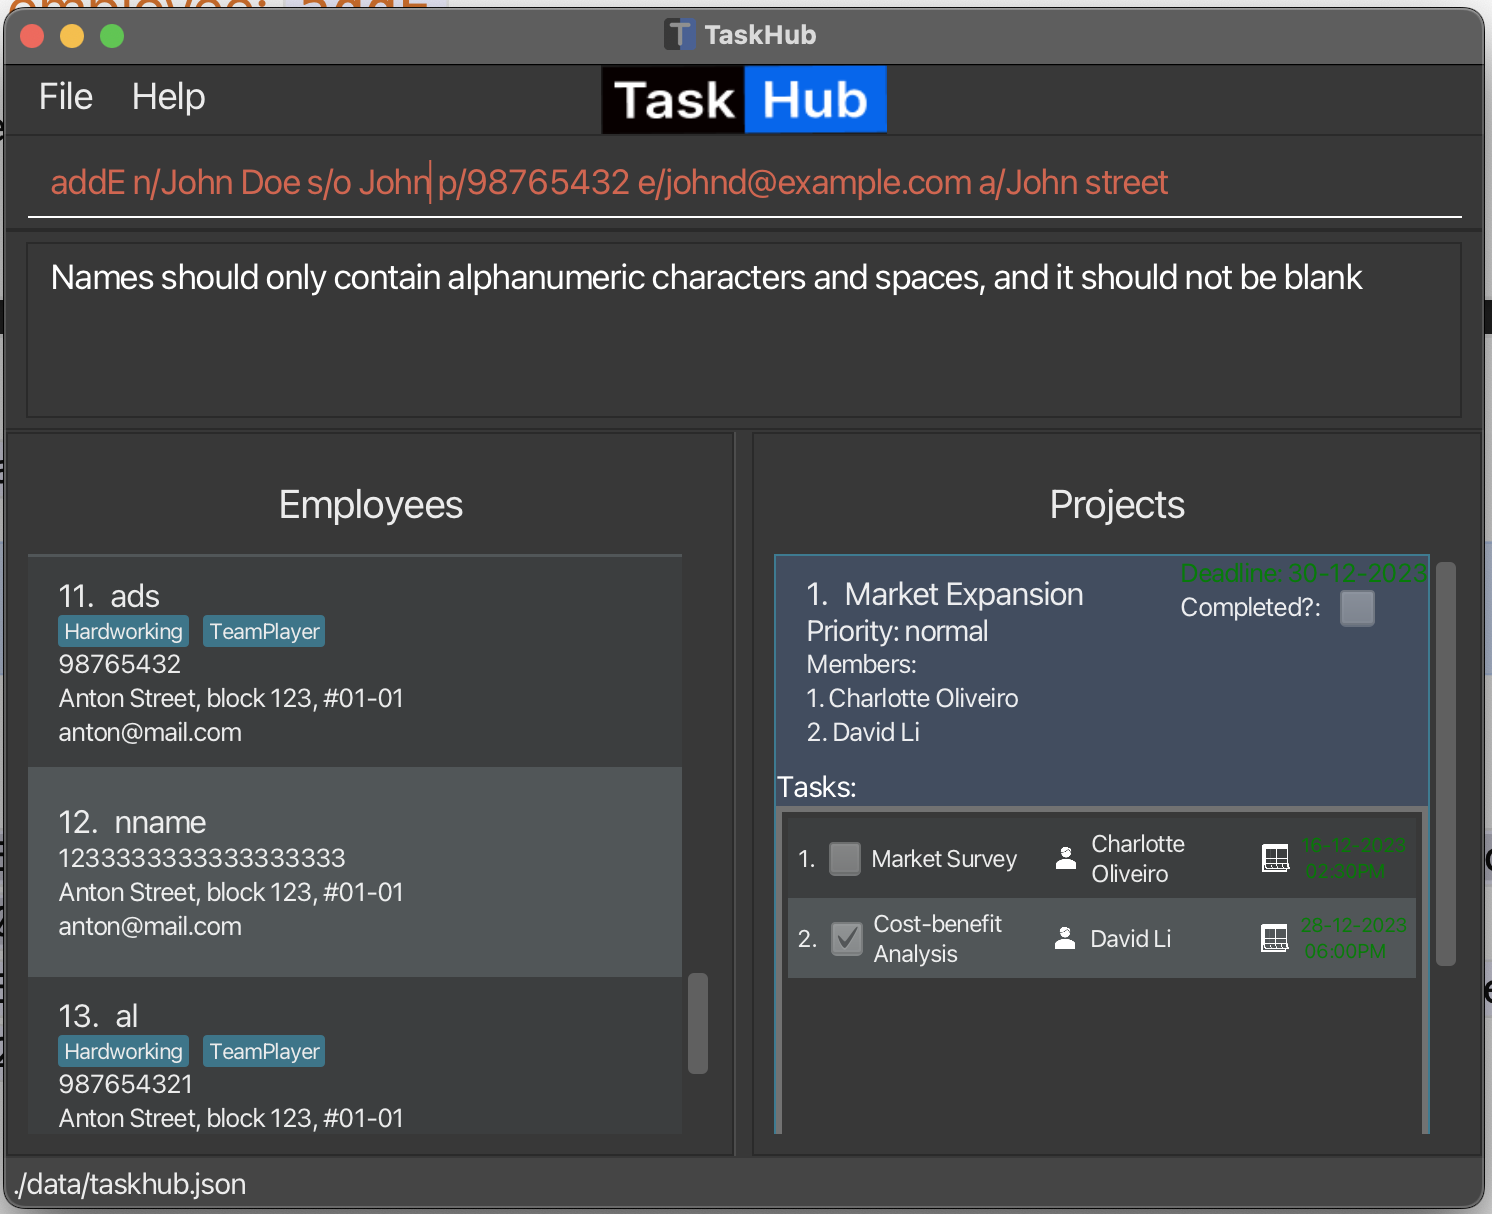 employee: addE
TaskHub
File Help
Task Hub
addE n/John Doe s/o John p/98765432 e/johnd@example.com a/John street
Names should only contain alphanumeric characters and spaces, and it should not be blank
Employees
11. ads
Hardworking TeamPlayer
98765432
Anton Street, block 123, #01-01
anton@mail.com
12. nname
1233333333333333333
Anton Street, block 123, #01-01
anton@mail.com
13. al
Hardworking TeamPlayer
987654321
Anton Street, block 123, #01-01
Projects
1. Market Expansion
Deadline: 30-12-2023
Completed?:
Priority: normal
Members:
1. Charlotte Oliveiro
2. David Li
Tasks:
1. Market Survey Charlotte Oliveiro 16-12-2023 02:30PM
2. Cost-benefit Analysis David Li 28-12-2023 06:00PM
./data/taskhub.json